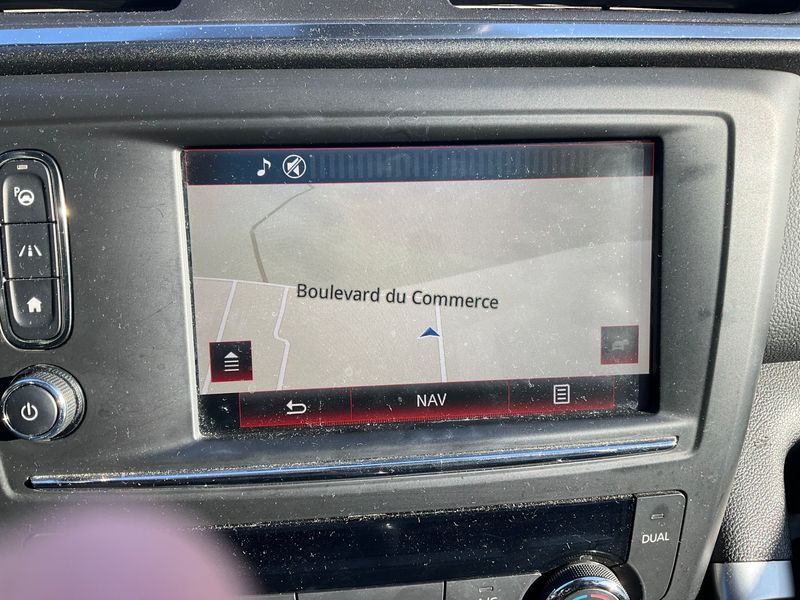 P
Boulevard du Commerce
NAV
DUAL
A/C